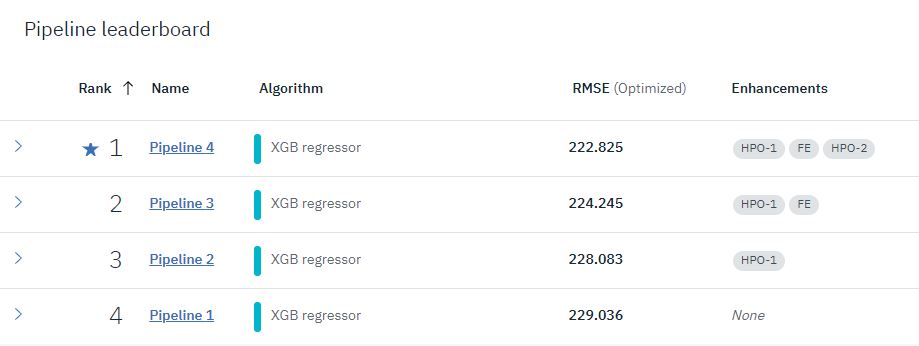 Pipeline leaderboard
Rank ↑ Name Algorithm RMSE (Optimized) Enhancements
★ 1 Pipeline 4 XGB regressor 222.825 HPO-1 FE HPO-2
2 Pipeline 3 XGB regressor 224.245 HPO-1 FE
3 Pipeline 2 XGB regressor 228.083 HPO-1
4 Pipeline 1 XGB regressor 229.036 None